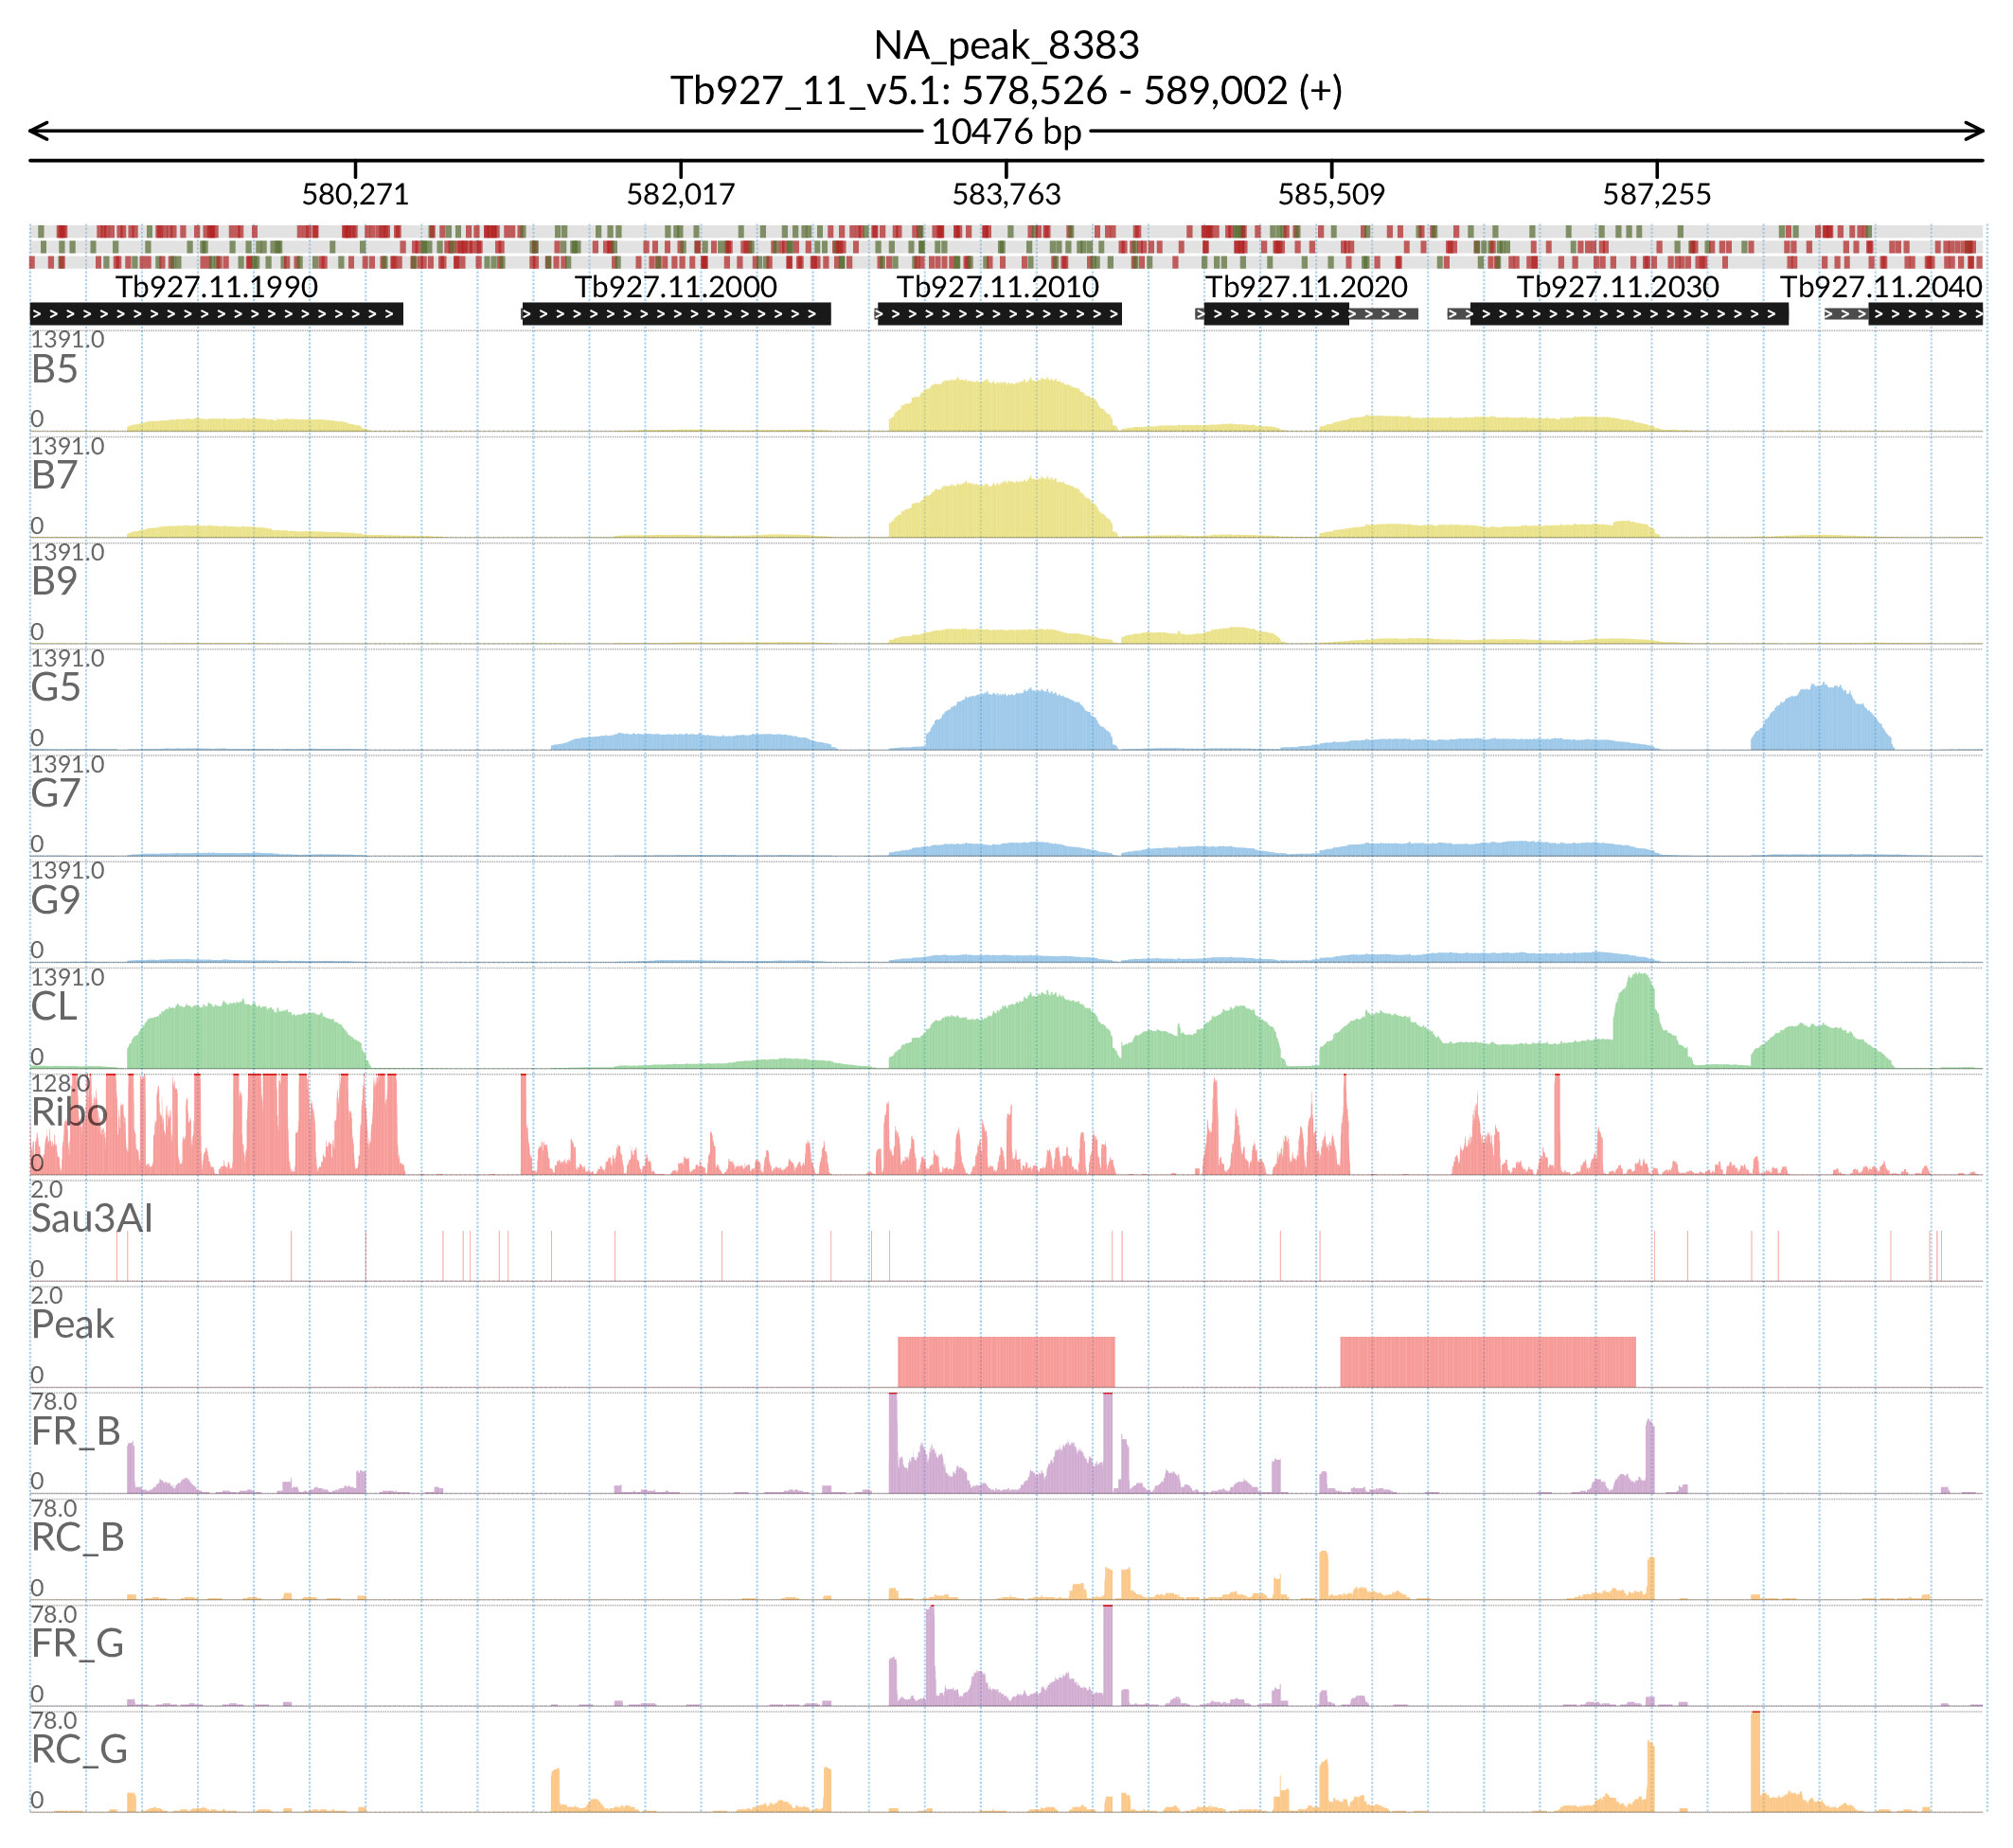 NA_peak_8383
Tb927_11_v5.1: 578,526 - 589,002 (+)
10476 bp
580,271 582,017 583,763 585,509 587,255
Tb927.11.1990 Tb927.11.2000 Tb927.11.2010 Tb927.11.2020 Tb927.11.2030 Tb927.11.2040
1391.0
B5
0
1391.0
B7
0
1391.0
B9
0
1391.0
G5
0
1391.0
G7
0
1391.0
G9
0
1391.0
CL
0
128.0
Ribo
0
2.0
Sau3AI
0
2.0
Peak
0
78.0
FR_B
0
78.0
RC_B
0
78.0
FR_G
0
78.0
RC_G
0